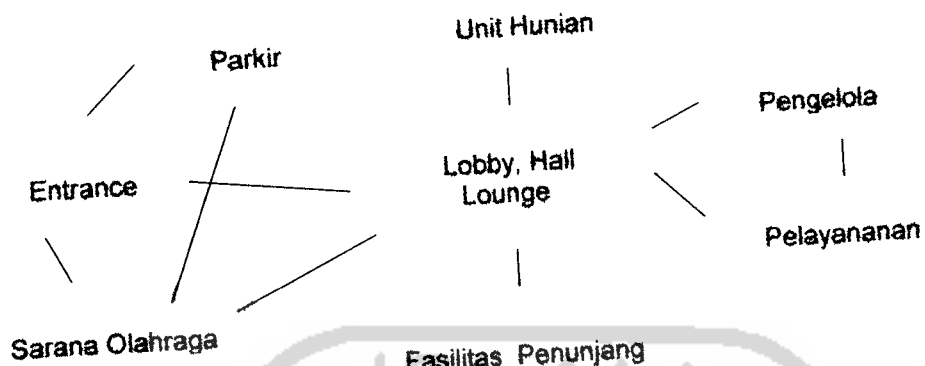 Unit Hunian
Parkir
Pengelola
Lobby, Hall
Lounge
Entrance
Pelayananan
Sarana Olahraga
Fasilitas Penunjang